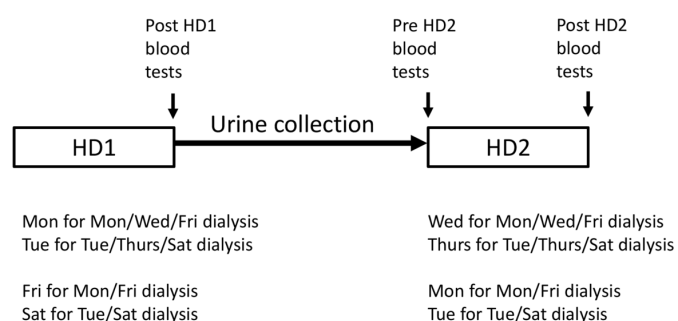 Post HD1
blood
tests
Pre HD2
blood
tests
Post HD2
blood
tests
Urine collection
HD1
HD2
Mon for Mon/Wed/Fri dialysis
Tue for Tue/Thurs/Sat dialysis
Wed for Mon/Wed/Fri dialysis
Thurs for Tue/Thurs/Sat dialysis
Fri for Mon/Fri dialysis
Sat for Tue/Sat dialysis
Mon for Mon/Fri dialysis
Tue for Tue/Sat dialysis